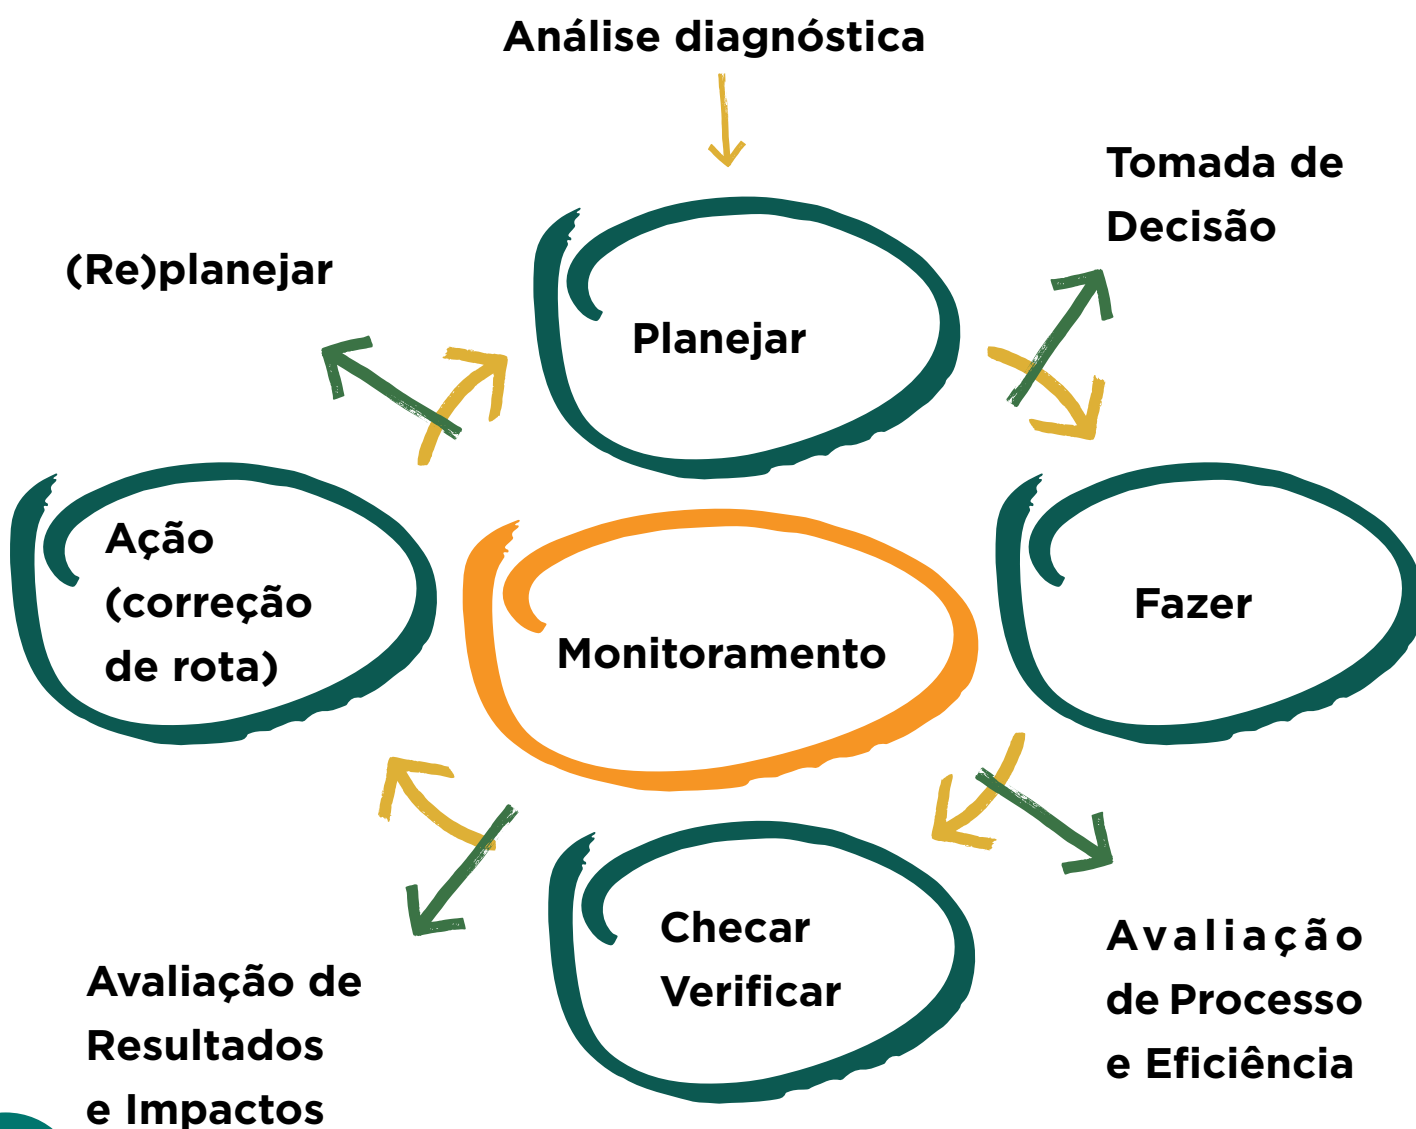 Análise diagnóstica
Tomada de
Decisão
(Re)planejar
Planejar
Ação
(correção
de rota)
Monitoramento
Fazer
Checar
Verificar
Avaliação
de Processo
e Eficiência
Avaliação de
Resultados
e Impactos